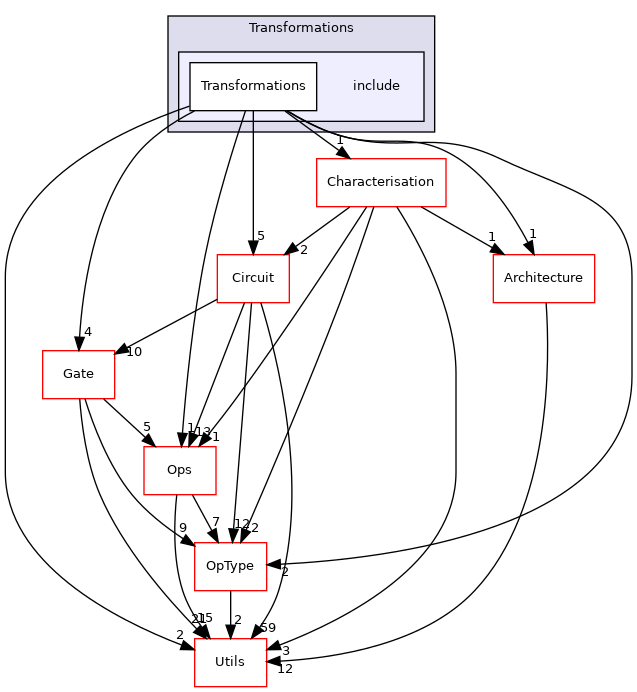 Transformations
Transformations
include
1
Characterisation
5
2
1
1
Circuit
Architecture
4
10
Gate
5
1
13
1
Ops
7
12
2
9
OpType
2
2
21
15
59
2
3
Utils
12